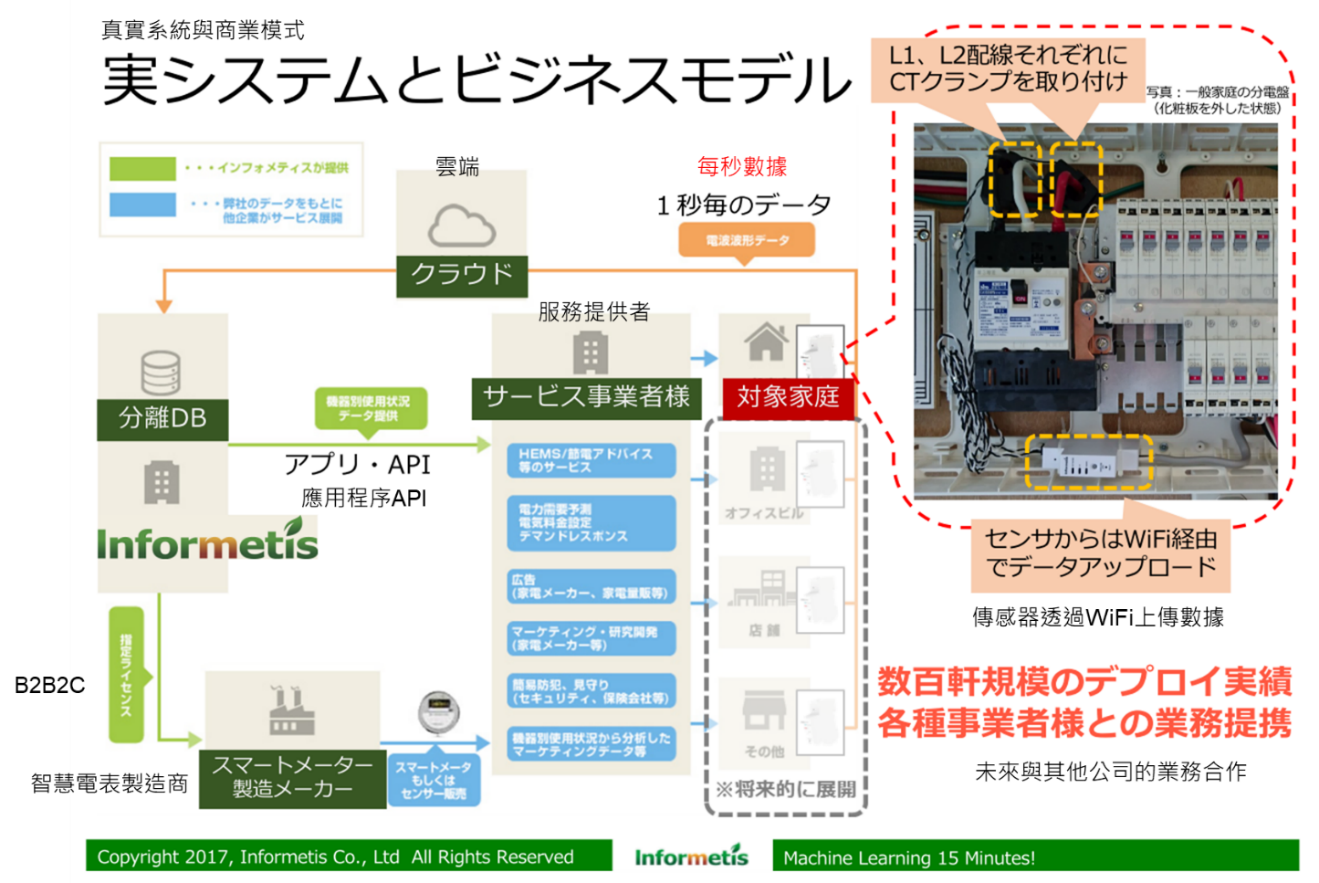 真實系統與商業模式
実システムとビジネスモデル
L1、L2配線それぞれに
CTクランプを取り付け
写真：一般家庭の分電盤
（化粧板を外した状態）
・・・インフォメティスが提供
・・・弊社のデータをもとに
他企業がサービス展開
雲端
クラウド
每秒數據
１秒毎のデータ
電波波形データ
分離DB
機器別使用状況
データ提供
アプリ・API
應用程序API
Informetis
服務提供者
サービス事業者様
対象家庭
HEMS/節電アドバイス
等のサービス
電力需要予測
電気料金設定
デマンドレスポンス
広告
(家電メーカー、家電量販等)
マーケティング・研究開発
(家電メーカー等)
簡易防犯、見守り
(セキュリティ、保険会社等)
機器別使用状況から分析した
マーケティングデータ等
オフィスビル
店舗
その他
※将来的に展開
指定ライセンス
B2B2C
智慧電表製造商
スマートメーター
製造メーカー
スマートメータ
もしくは
センサー販売
センサからはWiFi経由
でデータアップロード
傳感器透過WiFi上傳數據
数百軒規模のデプロイ実績
各種事業者様との業務提携
未來與其他公司的業務合作
Copyright 2017, Informetis Co., Ltd All Rights Reserved
Informetis
Machine Learning 15 Minutes!